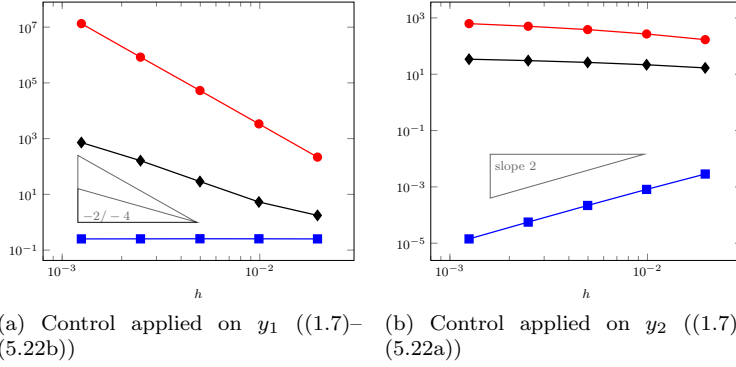 10^7
10^5
10^3
10^1
10^−1
−2/ − 4
10^−3
10^−2
h
10^3
10^1
10^−1
10^−3
10^−5
slope 2
10^−3
10^−2
h
(a) Control applied on y_1 ((1.7)–
(5.22b))
(b) Control applied on y_2 ((1.7)
(5.22a))